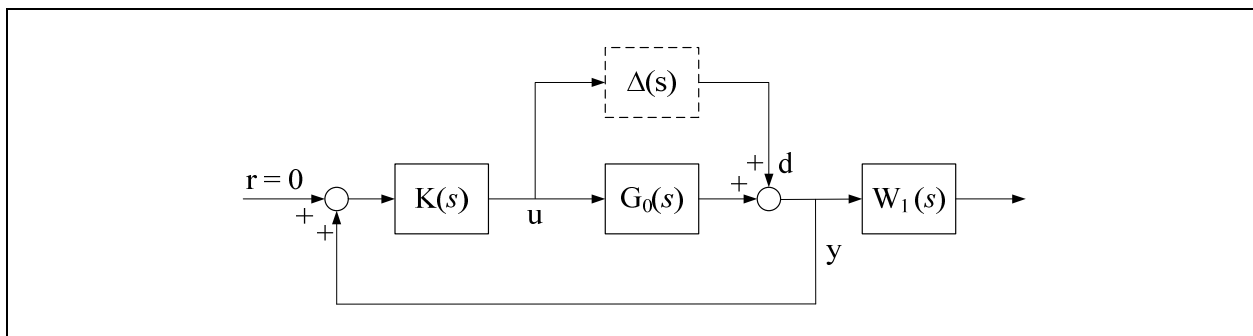 Δ(s)
+ d
r = 0
+
+
K(s)
u
G₀(s)
+
W₁(s)
y